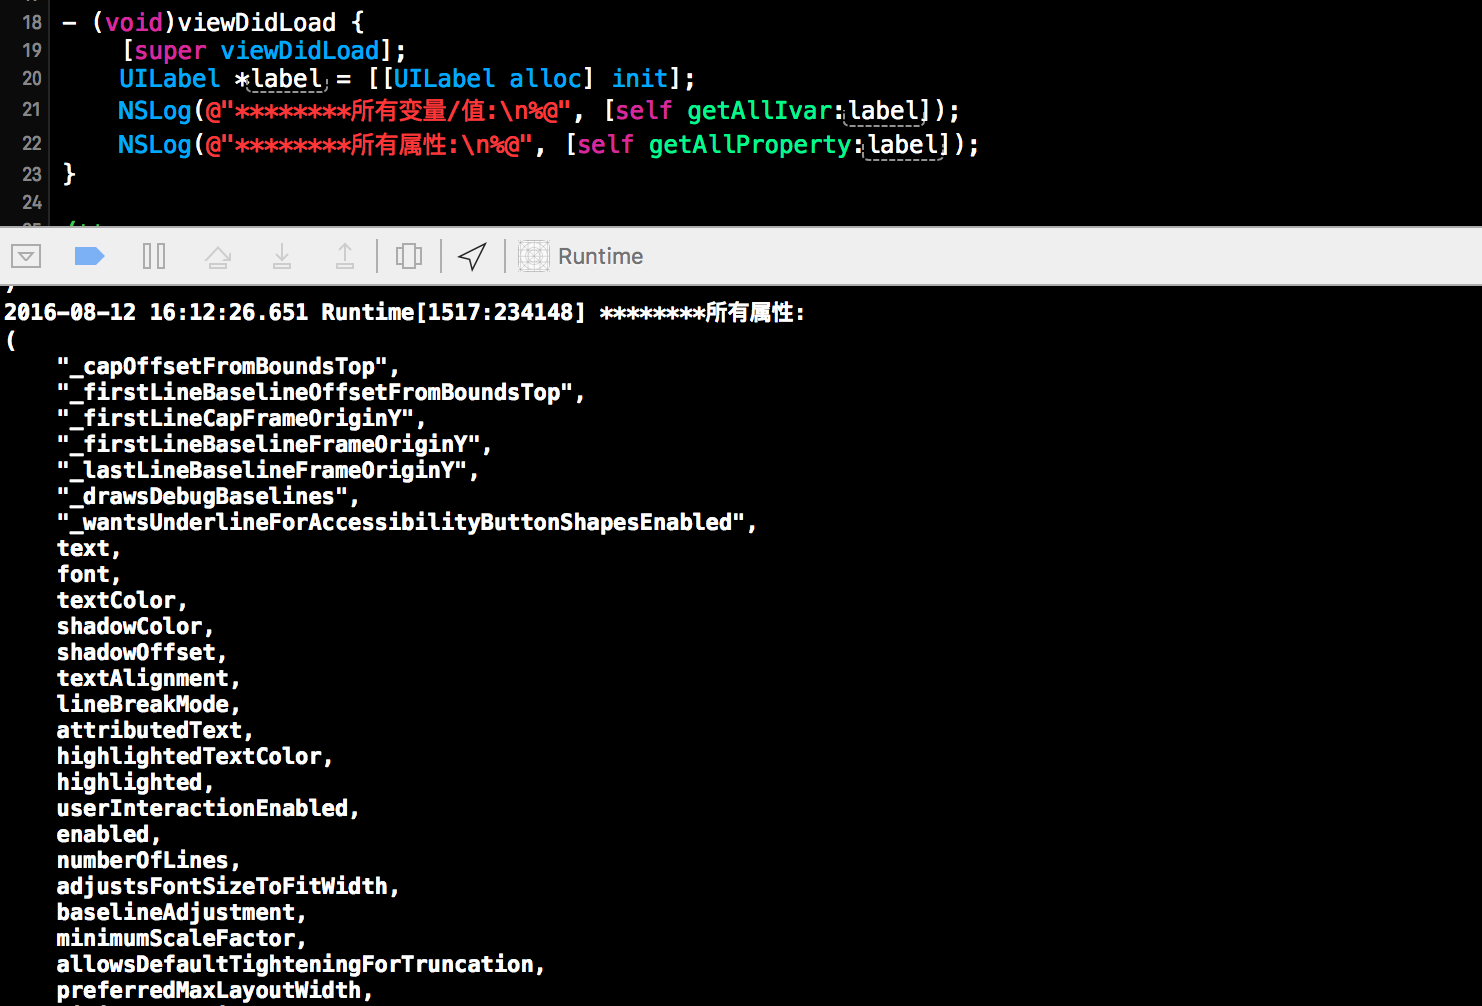 18 - (void)viewDidLoad {
19     [super viewDidLoad];
20     UILabel *label = [[UILabel alloc] init];
21     NSLog(@"********所有变量/值:\n%@", [self getAllIvar:label]);
22     NSLog(@"********所有属性:\n%@", [self getAllProperty:label]);
23 }
24
Runtime
2016-08-12 16:12:26.651 Runtime[1517:234148] ********所有属性:
(
    "_capOffsetFromBoundsTop",
    "_firstLineBaselineOffsetFromBoundsTop",
    "_firstLineCapFrameOriginY",
    "_firstLineBaselineFrameOriginY",
    "_lastLineBaselineFrameOriginY",
    "_drawsDebugBaselines",
    "_wantsUnderlineForAccessibilityButtonShapesEnabled",
    text,
    font,
    textColor,
    shadowColor,
    shadowOffset,
    textAlignment,
    lineBreakMode,
    attributedText,
    highlightedTextColor,
    highlighted,
    userInteractionEnabled,
    enabled,
    numberOfLines,
    adjustsFontSizeToFitWidth,
    baselineAdjustment,
    minimumScaleFactor,
    allowsDefaultTighteningForTruncation,
    preferredMaxLayoutWidth,